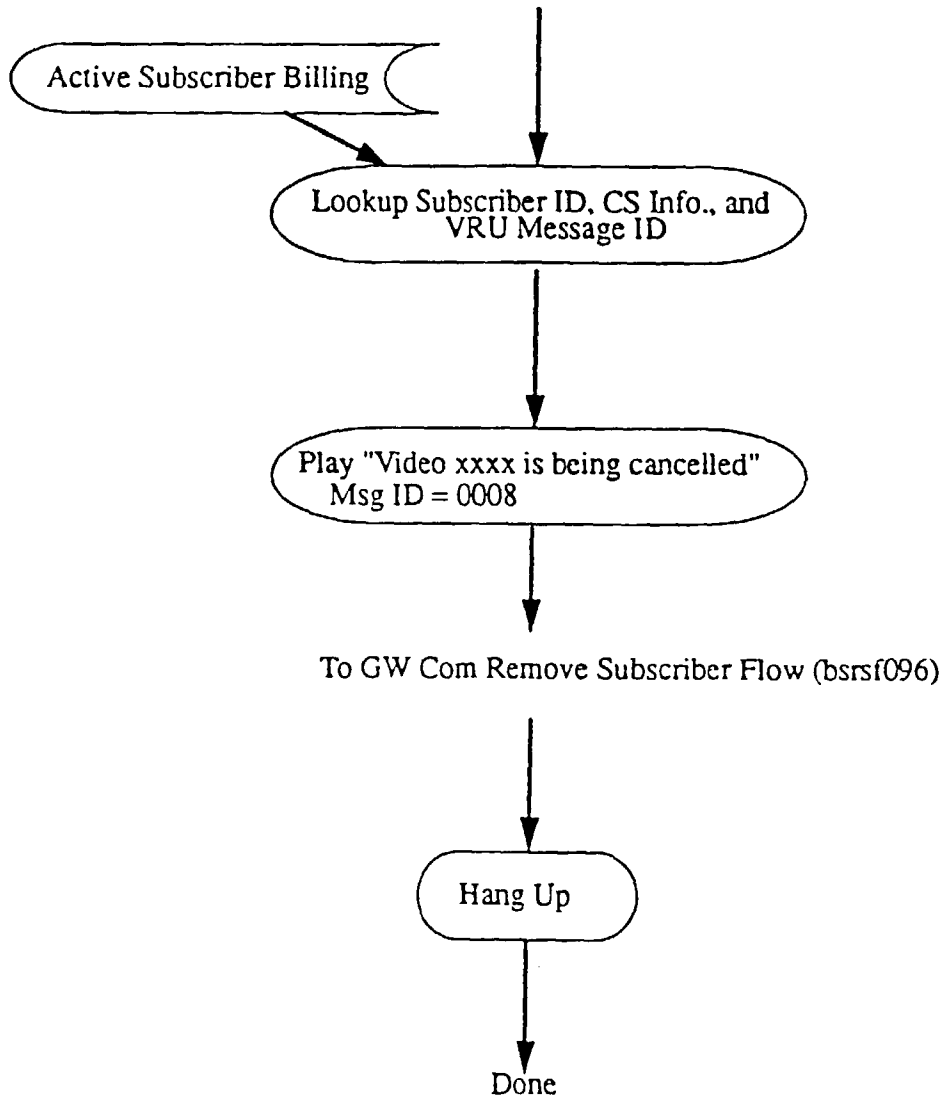 Active Subscriber Billing
Lookup Subscriber ID, CS Info., and
VRU Message ID
Play "Video xxxx is being cancelled"
Msg ID = 0008
To GW Com Remove Subscriber Flow (bsrsf096)
Hang Up
Done